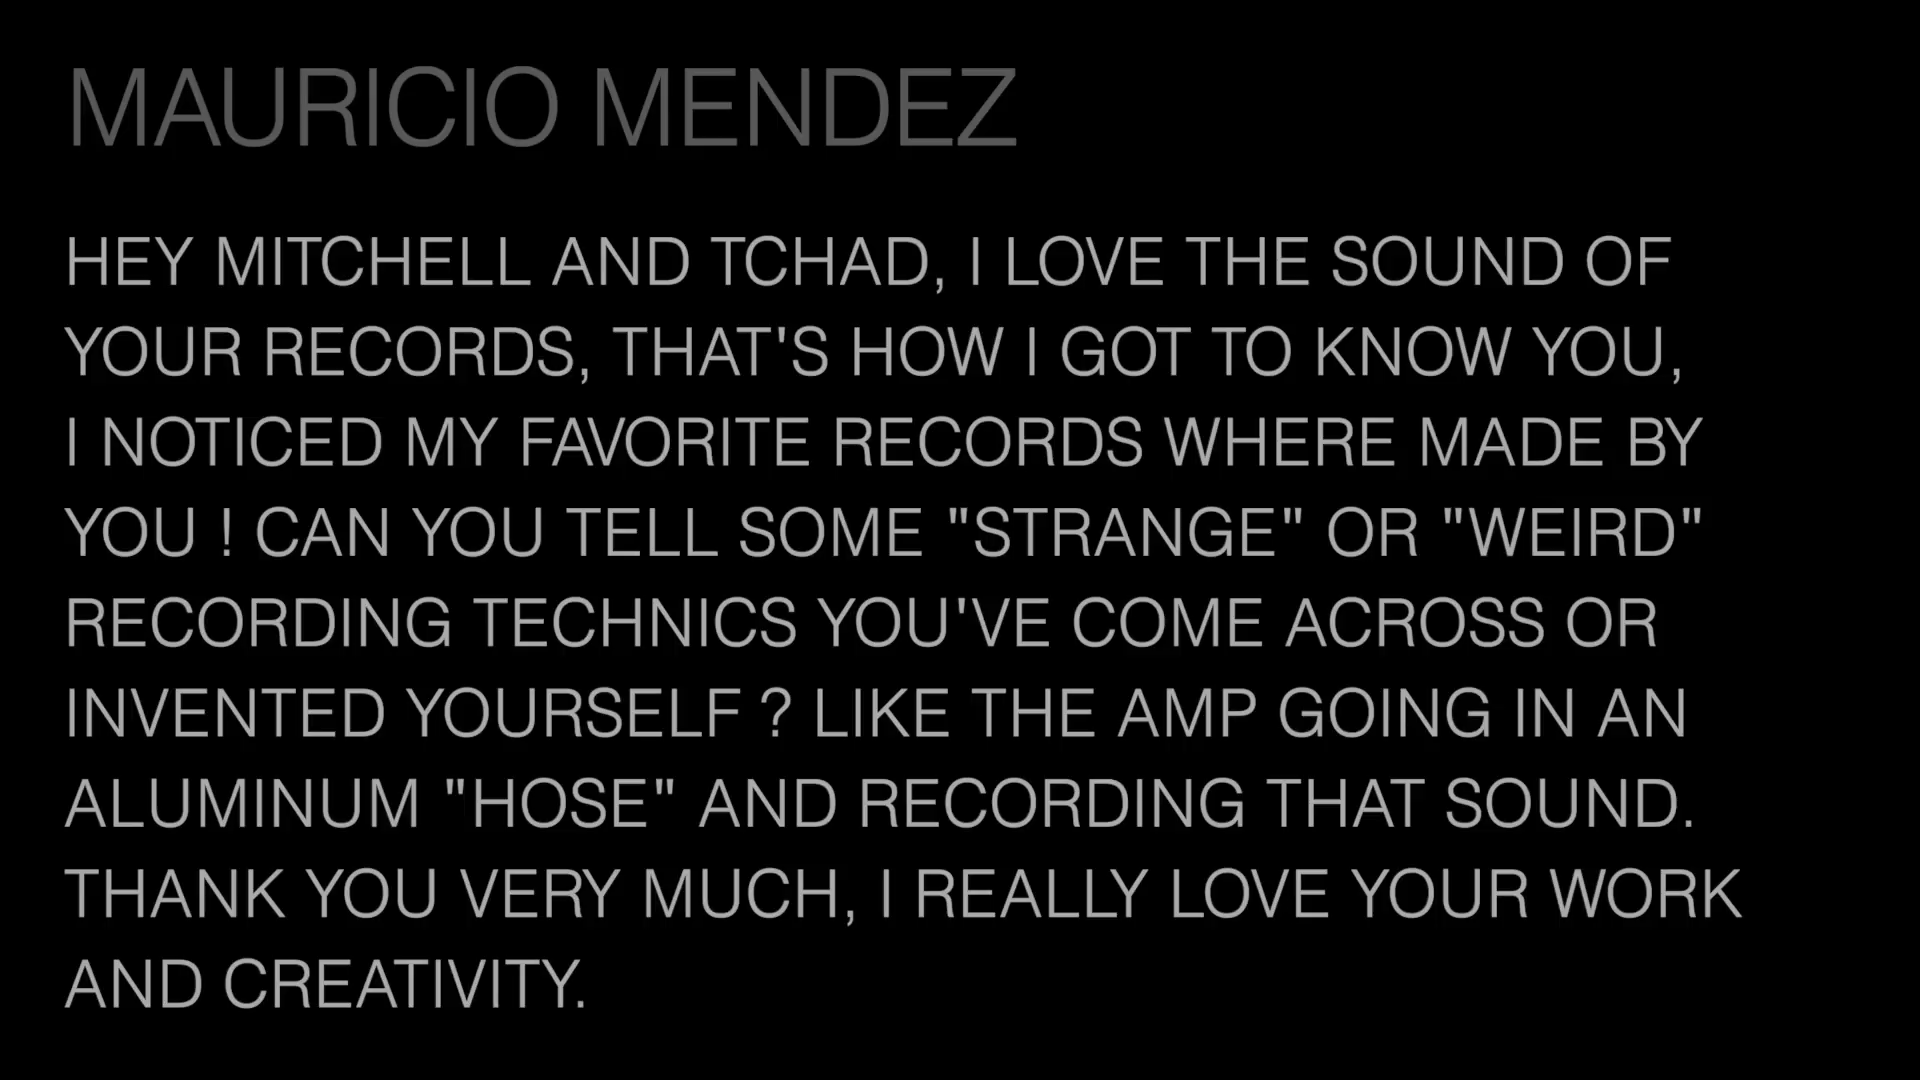 MAURICIO MENDEZ
HEY MITCHELL AND TCHAD, I LOVE THE SOUND OF
YOUR RECORDS, THAT'S HOW I GOT TO KNOW YOU,
I NOTICED MY FAVORITE RECORDS WHERE MADE BY
YOU ! CAN YOU TELL SOME "STRANGE" OR "WEIRD"
RECORDING TECHNICS YOU'VE COME ACROSS OR
INVENTED YOURSELF ? LIKE THE AMP GOING IN AN
ALUMINUM "HOSE" AND RECORDING THAT SOUND.
THANK YOU VERY MUCH, I REALLY LOVE YOUR WORK
AND CREATIVITY.